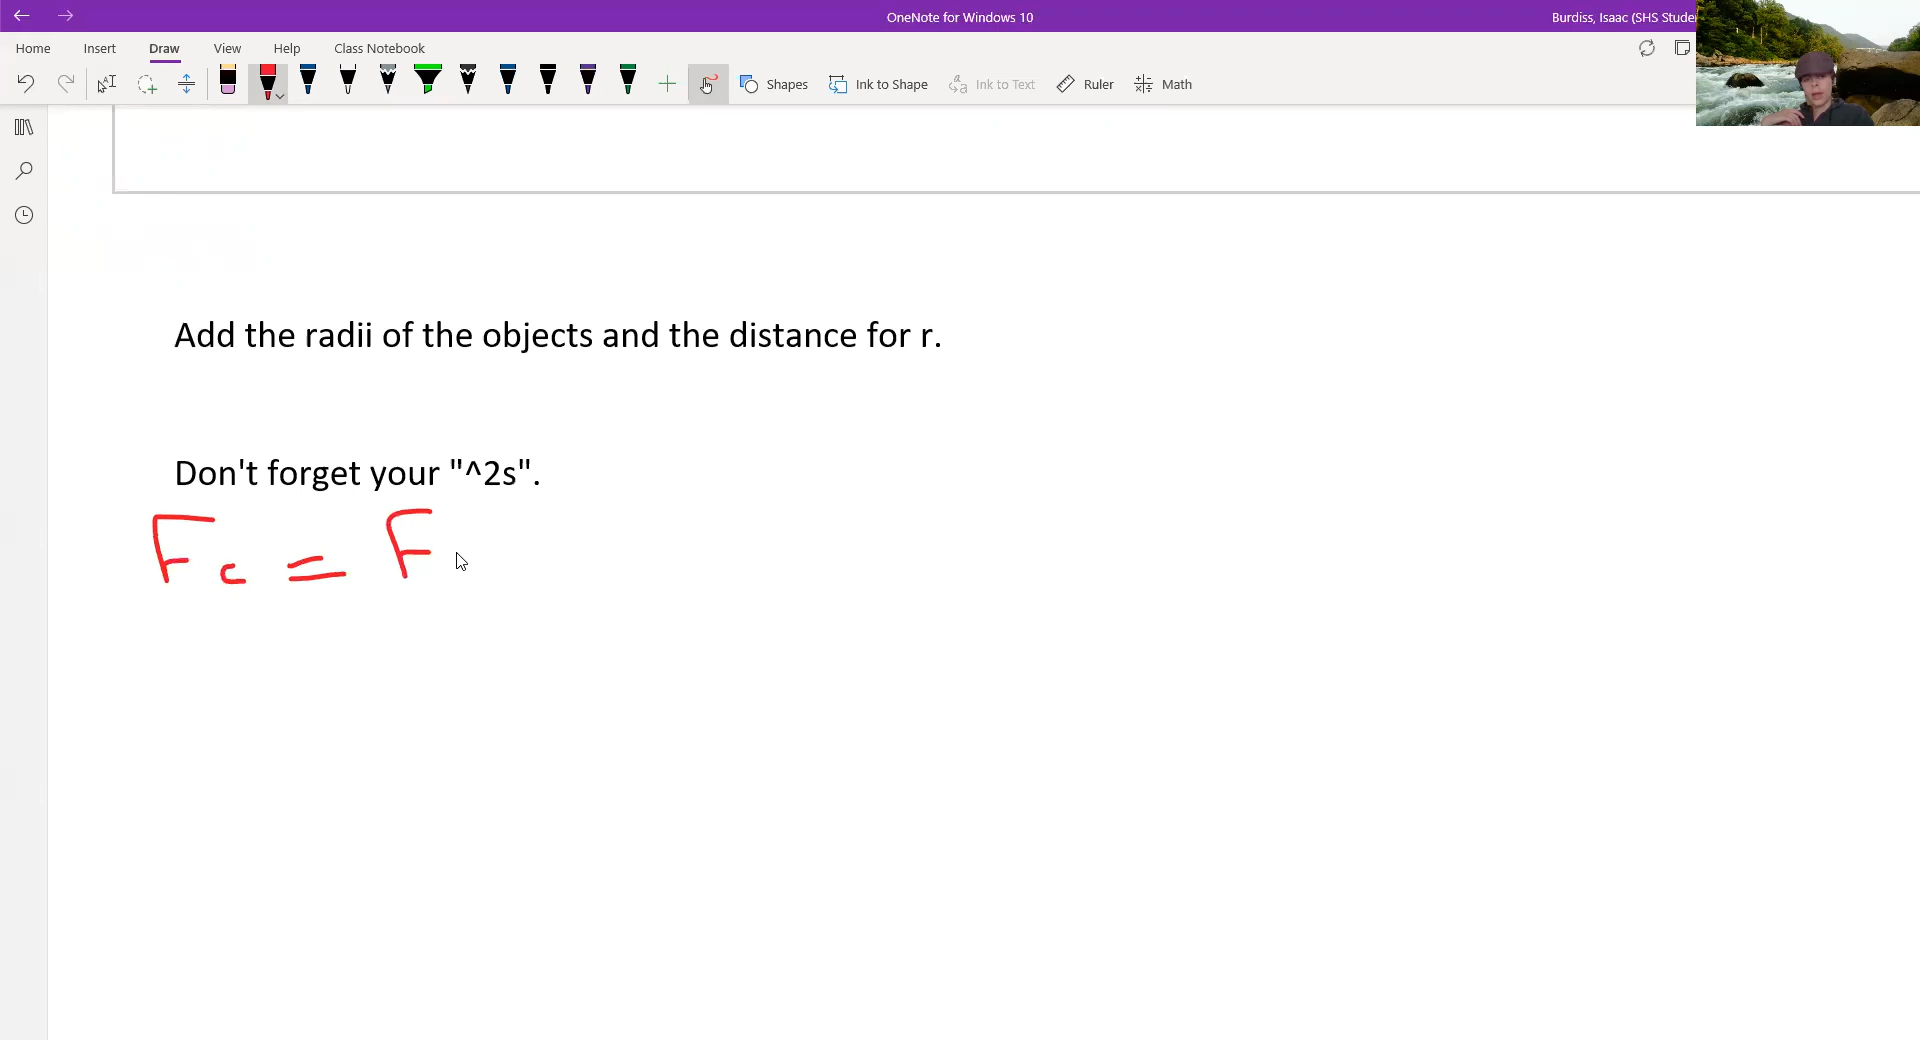 OneNote for Windows 10
Burdiss, Isaac (SHS Stude
Home Insert Draw View Help Class Notebook
Shapes Ink to Shape Ink to Text Ruler Math
Add the radii of the objects and the distance for r.
Don't forget your "^2s".
Fc = F